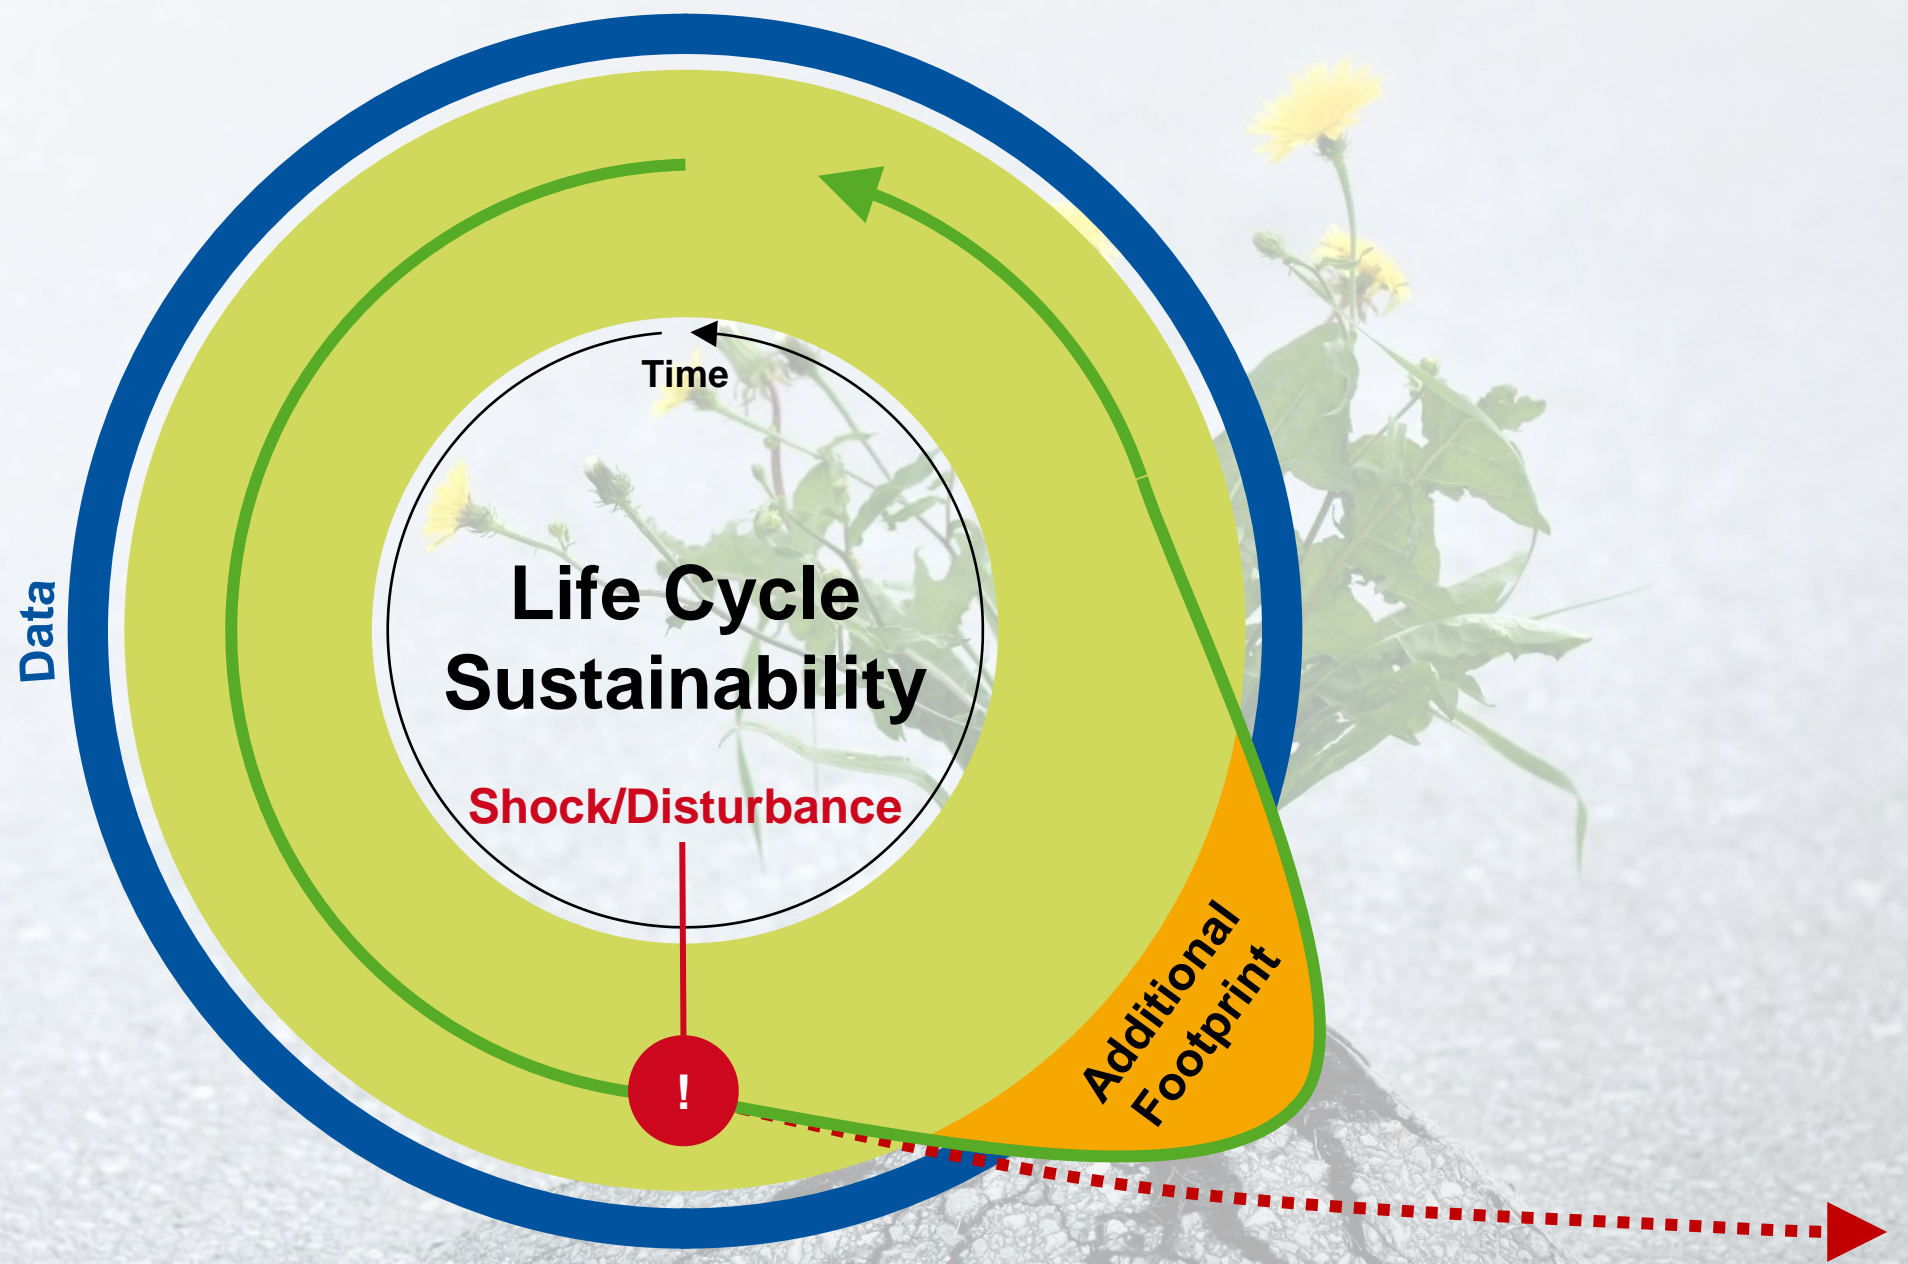 Time
Data
Life Cycle
Sustainability
Shock/Disturbance
!
Additional
Footprint